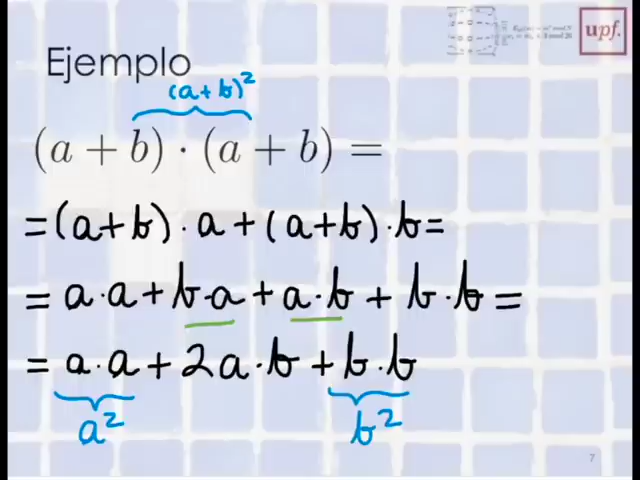 upf.
Ejemplo
(a+b)²
(a + b) · (a + b) =
=(a+b)·a+(a+b)·b=
= a·a+b·a+a·b+b·b=
= a·a+2a·b+b·b
a² b²
7